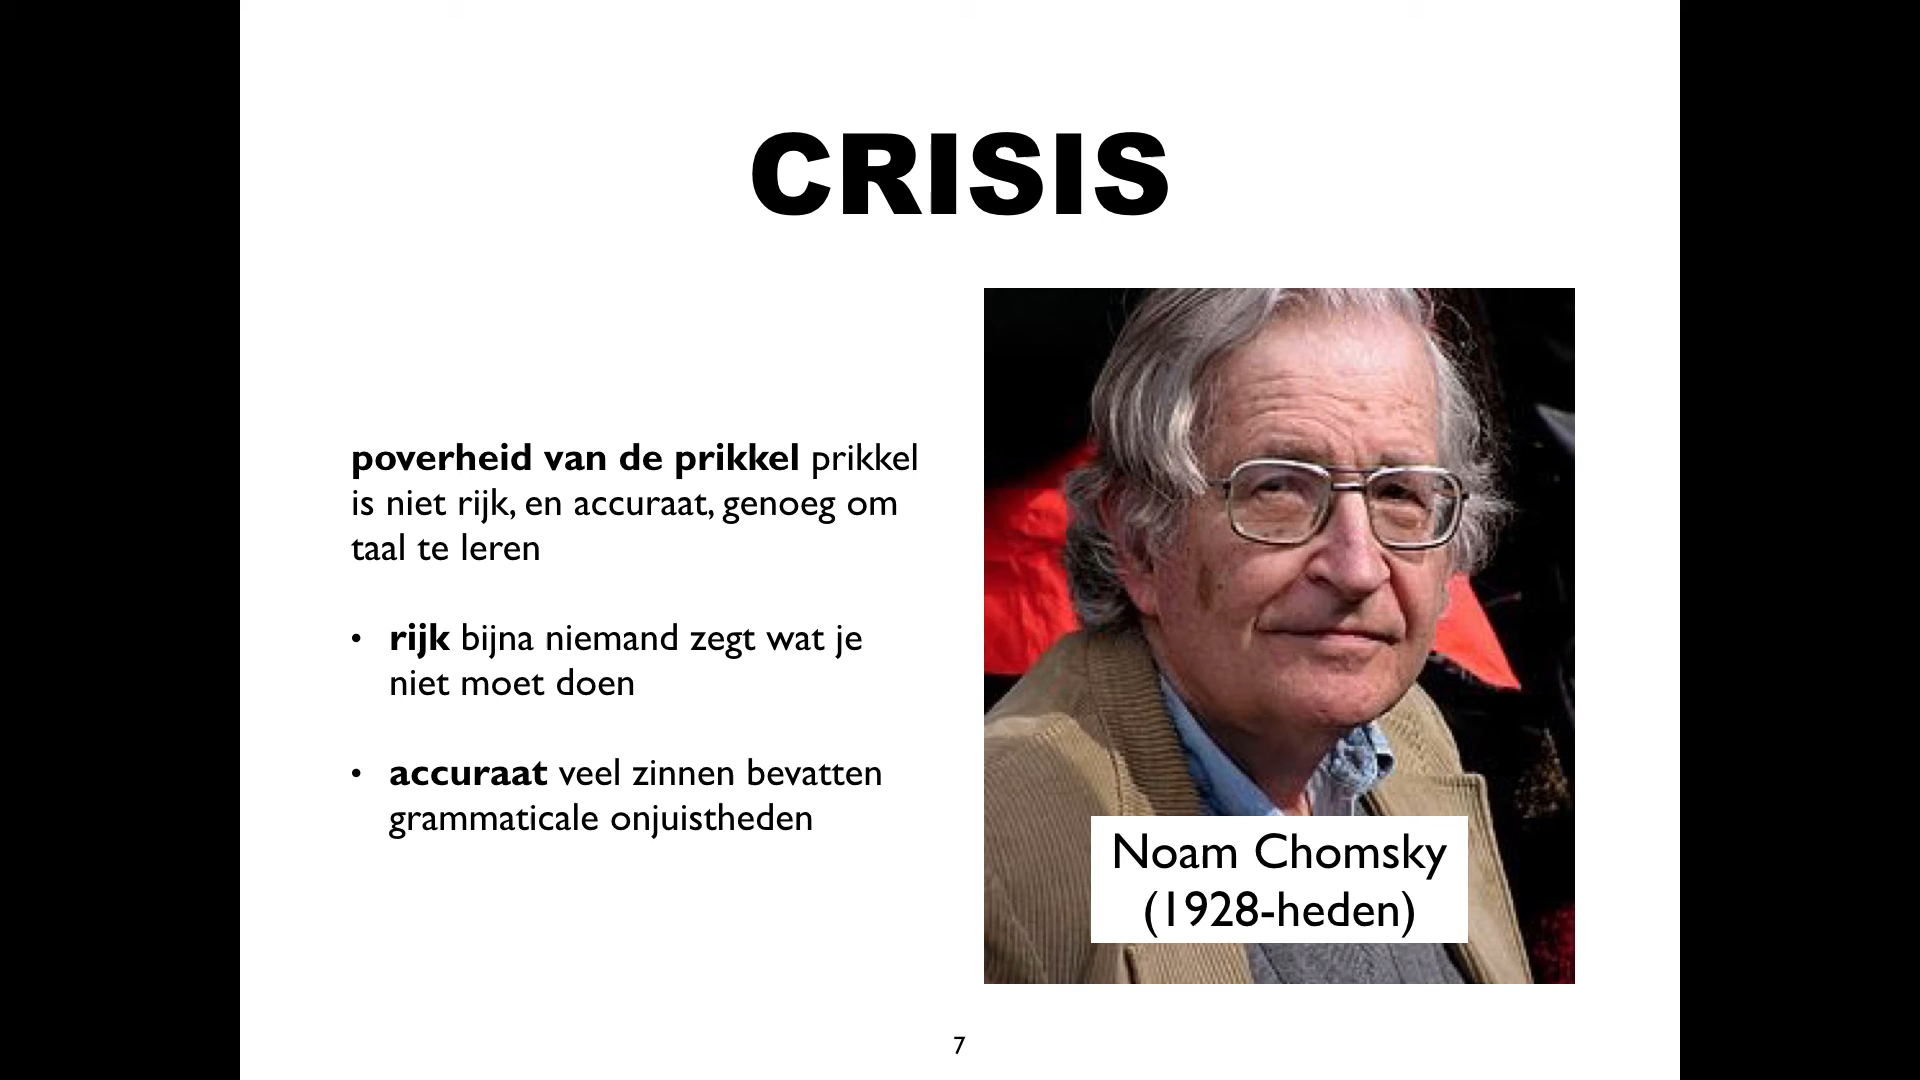 CRISIS
poverheid van de prikkel prikkel
is niet rijk, en accuraat, genoeg om
taal te leren
• rijk bijna niemand zegt wat je
niet moet doen
• accuraat veel zinnen bevatten
grammaticale onjuistheden
Noam Chomsky
(1928-heden)
7